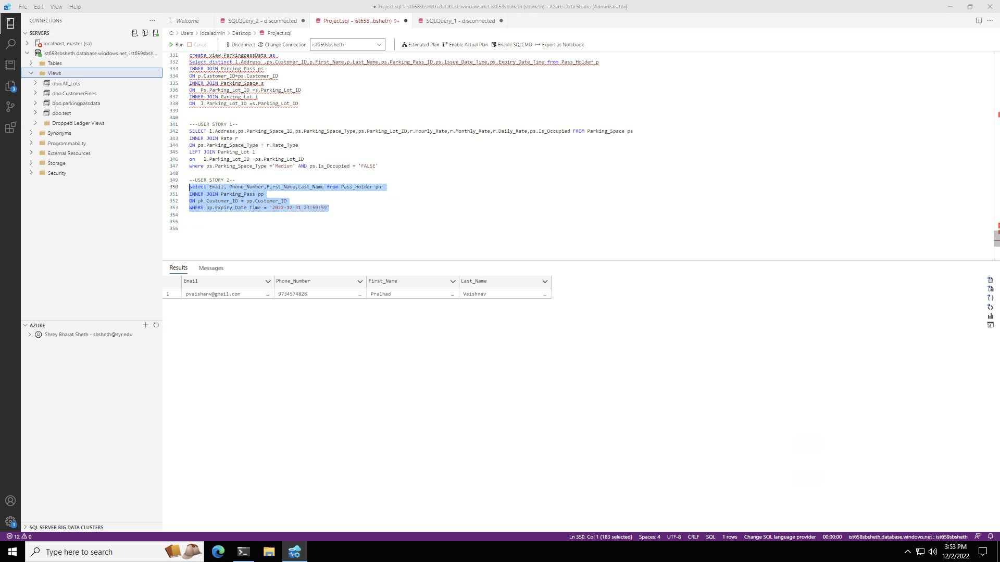 File Edit View Help
● Project.sql - ist658sbsheth.database.windows.net.ist659sbsheth (sbsheth) - Azure Data Studio [Administrator]
CONNECTIONS
Welcome
SQLQuery_2 - disconnected
Project.sql - ist658...bsheth) 9+
SQLQuery_1 - disconnected
C: > Users > localadmin > Desktop > Project.sql
Run Cancel Disconnect Change Connection ist659sbsheth Estimated Plan Enable Actual Plan Enable SQLCMD Export as Notebook
SERVERS
localhost, master (sa)
ist658sbsheth.database.windows.net, ist659sbsh...
Tables
Views
dbo.All_Lots
dbo.CustomerFines
dbo.parkingpassdata
dbo.test
Dropped Ledger Views
Synonyms
Programmability
External Resources
Storage
Security
3
331 create view ParkingpassData as
332 Select distinct l.Address ,ps.Customer_ID,p.First_Name,p.Last_Name,ps.Parking_Pass_ID,ps.Issue_Date_Time,ps.Expiry_Date_Time from Pass_Holder p
333 INNER JOIN Parking_Pass ps
334 ON p.Customer_ID=ps.Customer_ID
335 INNER JOIN Parking_Space s
336 ON  Ps.Parking_Lot_ID =s.Parking_Lot_ID
337 INNER JOIN Parking_Lot l
338 ON  l.Parking_Lot_ID =s.Parking_Lot_ID
339
340
341 ---USER STORY 1--
342 SELECT l.Address,ps.Parking_Space_ID,ps.Parking_Space_Type,ps.Parking_Lot_ID,r.Hourly_Rate,r.Monthly_Rate,r.Daily_Rate,ps.Is_Occupied FROM Parking_Space ps
343 INNER JOIN Rate r
344 ON ps.Parking_Space_Type = r.Rate_Type
345 LEFT JOIN Parking_Lot l
346 on   l.Parking_Lot_ID =ps.Parking_Lot_ID
347 where ps.Parking_Space_Type ='Medium' AND ps.Is_Occupied = 'FALSE'
348
349 --USER STORY 2--
350 select Email, Phone_Number,First_Name,Last_Name from Pass_Holder ph
351 INNER JOIN Parking_Pass pp
352 ON ph.Customer_ID = pp.Customer_ID
353 WHERE pp.Expiry_Date_Time = '2022-12-31 23:59:59'
354
355
356
Results Messages
Email Phone_Number First_Name Last_Name
1 pvaishanv@gmail.com ... 9734574828 ... Pralhad ... Vaishnav ...
AZURE
Shrey Bharat Sheth - sbsheth@syr.edu
SQL SERVER BIG DATA CLUSTERS
1
12 0
Ln 350, Col 1 (183 selected) Spaces: 4 UTF-8 CRLF SQL 1 rows Change SQL language provider 00:00:00 ist658sbsheth.database.windows.net : ist659sbsheth
Type here to search
3:53 PM
12/2/2022